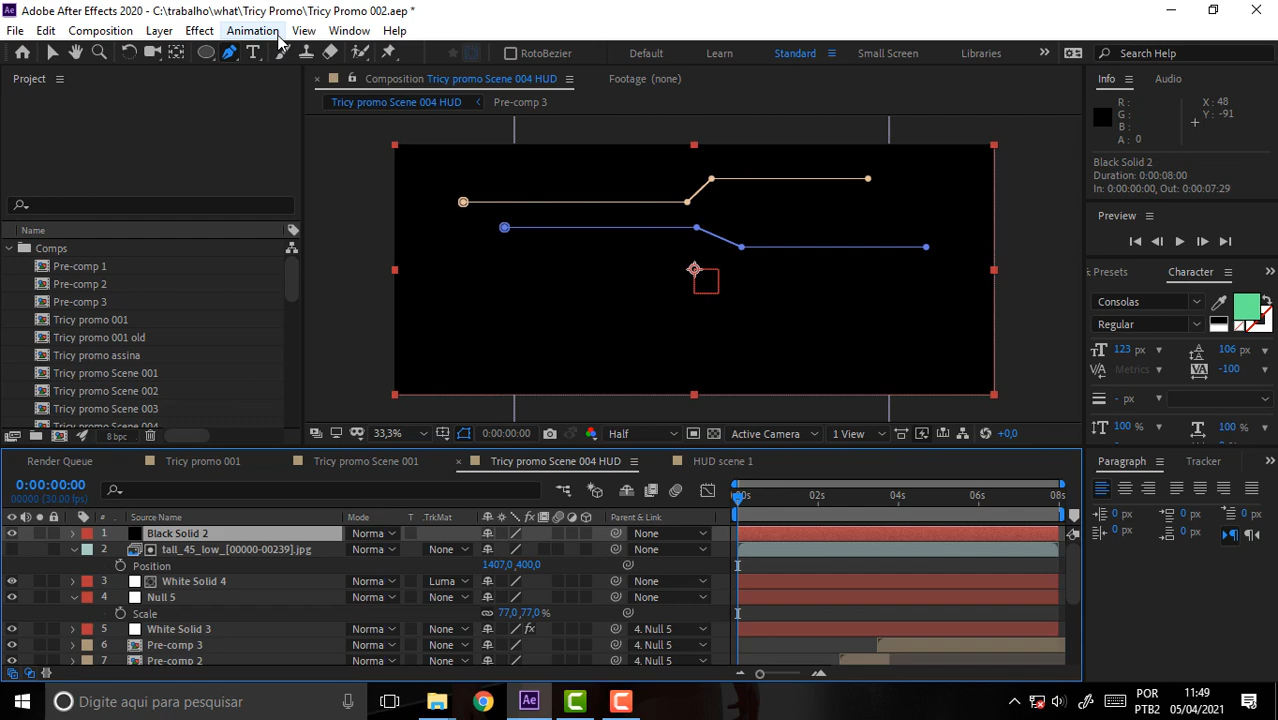 Adobe After Effects 2020 - C:\trabalho\what\Tricy Promo\Tricy Promo 002.aep *
File Edit Composition Layer Effect Animation View Window Help
RotoBezier Default Learn Standard Small Screen Libraries Search Help
Project
Composition Tricy promo Scene 004 HUD
Footage (none)
Info Audio
Tricy promo Scene 004 HUD Pre-comp 3
R : X : 48
G : Y : -91
B :
A : 0
Black Solid 2
Duration: 0:00:08:00
In: 0:00:00:00, Out: 0:00:07:29
Preview
Name
Comps
Pre-comp 1
Pre-comp 2
Pre-comp 3
Tricy promo 001
Tricy promo 001 old
Tricy promo assina
Tricy promo Scene 001
Tricy promo Scene 002
Tricy promo Scene 003
Tricy promo Scene 004
Presets Character
Consolas
Regular
123 px 106 px
Metrics -100
- px
100 % 100 %
8 bpc
33,3% 0:00:00:00 Half Active Camera 1 View +0,0
Render Queue Tricy promo 001 Tricy promo Scene 001 Tricy promo Scene 004 HUD HUD scene 1
Paragraph Tracker
0:00:00:00
00000 (30.00 fps)
00s 02s 04s 06s 08s
# Source Name Mode T TrkMat Parent & Link
1 Black Solid 2 Norma None
2 tall_45_low_[00000-00239].jpg Norma None None
Position 1407,0,400,0
3 White Solid 4 Norma Luma None
4 Null 5 Norma None None
Scale 77,0,77,0 %
5 White Solid 3 Norma None 4. Null 5
6 Pre-comp 3 Norma None 4. Null 5
7 Pre-comp 2 Norma None 4. Null 5
0 px 0 px 0 px
0 px 0 px
Digite aqui para pesquisar
Ae
POR
PTB2
11:49
05/04/2021